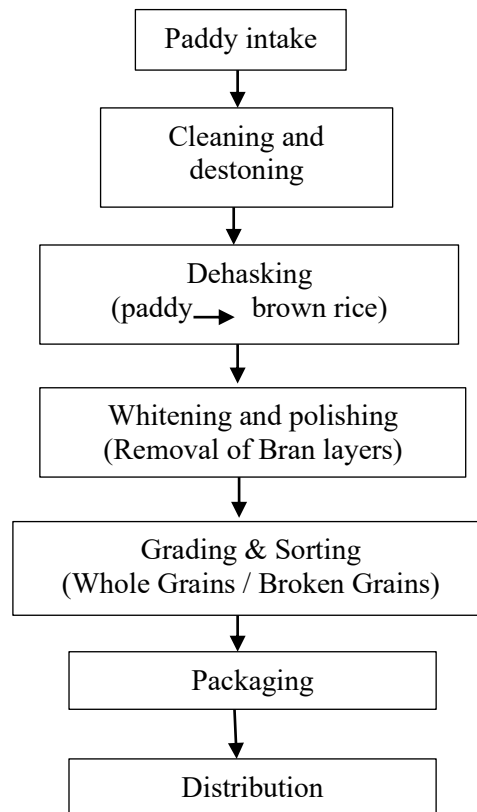 Paddy intake
Cleaning and
destoning
Dehasking
(paddy → brown rice)
Whitening and polishing
(Removal of Bran layers)
Grading & Sorting
(Whole Grains / Broken Grains)
Packaging
Distribution